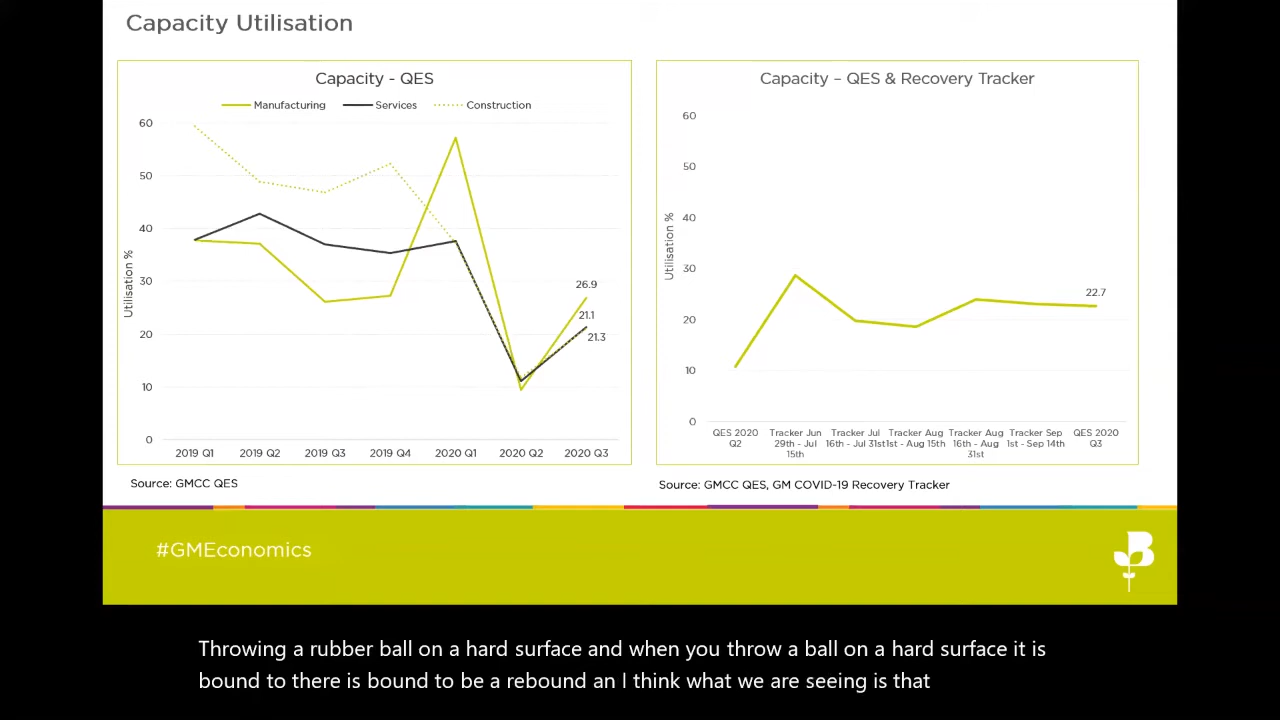 Capacity Utilisation
Capacity - QES
Manufacturing Services Construction
60
50
40
30
20
10
0
Utilisation %
26.9
21.1
21.3
2019 Q1 2019 Q2 2019 Q3 2019 Q4 2020 Q1 2020 Q2 2020 Q3
Source: GMCC QES
Capacity – QES & Recovery Tracker
60
50
40
30
20
10
0
Utilisation %
22.7
QES 2020 Tracker Jun Tracker Jul Tracker Aug Tracker Aug Tracker Sep QES 2020
Q2 29th - Jul 16th - Jul 31st 1st - Aug 15th 16th - Aug 1st - Sep 14th Q3
15th 31st
Source: GMCC QES, GM COVID-19 Recovery Tracker
#GMEconomics
Throwing a rubber ball on a hard surface and when you throw a ball on a hard surface it is
bound to there is bound to be a rebound an I think what we are seeing is that